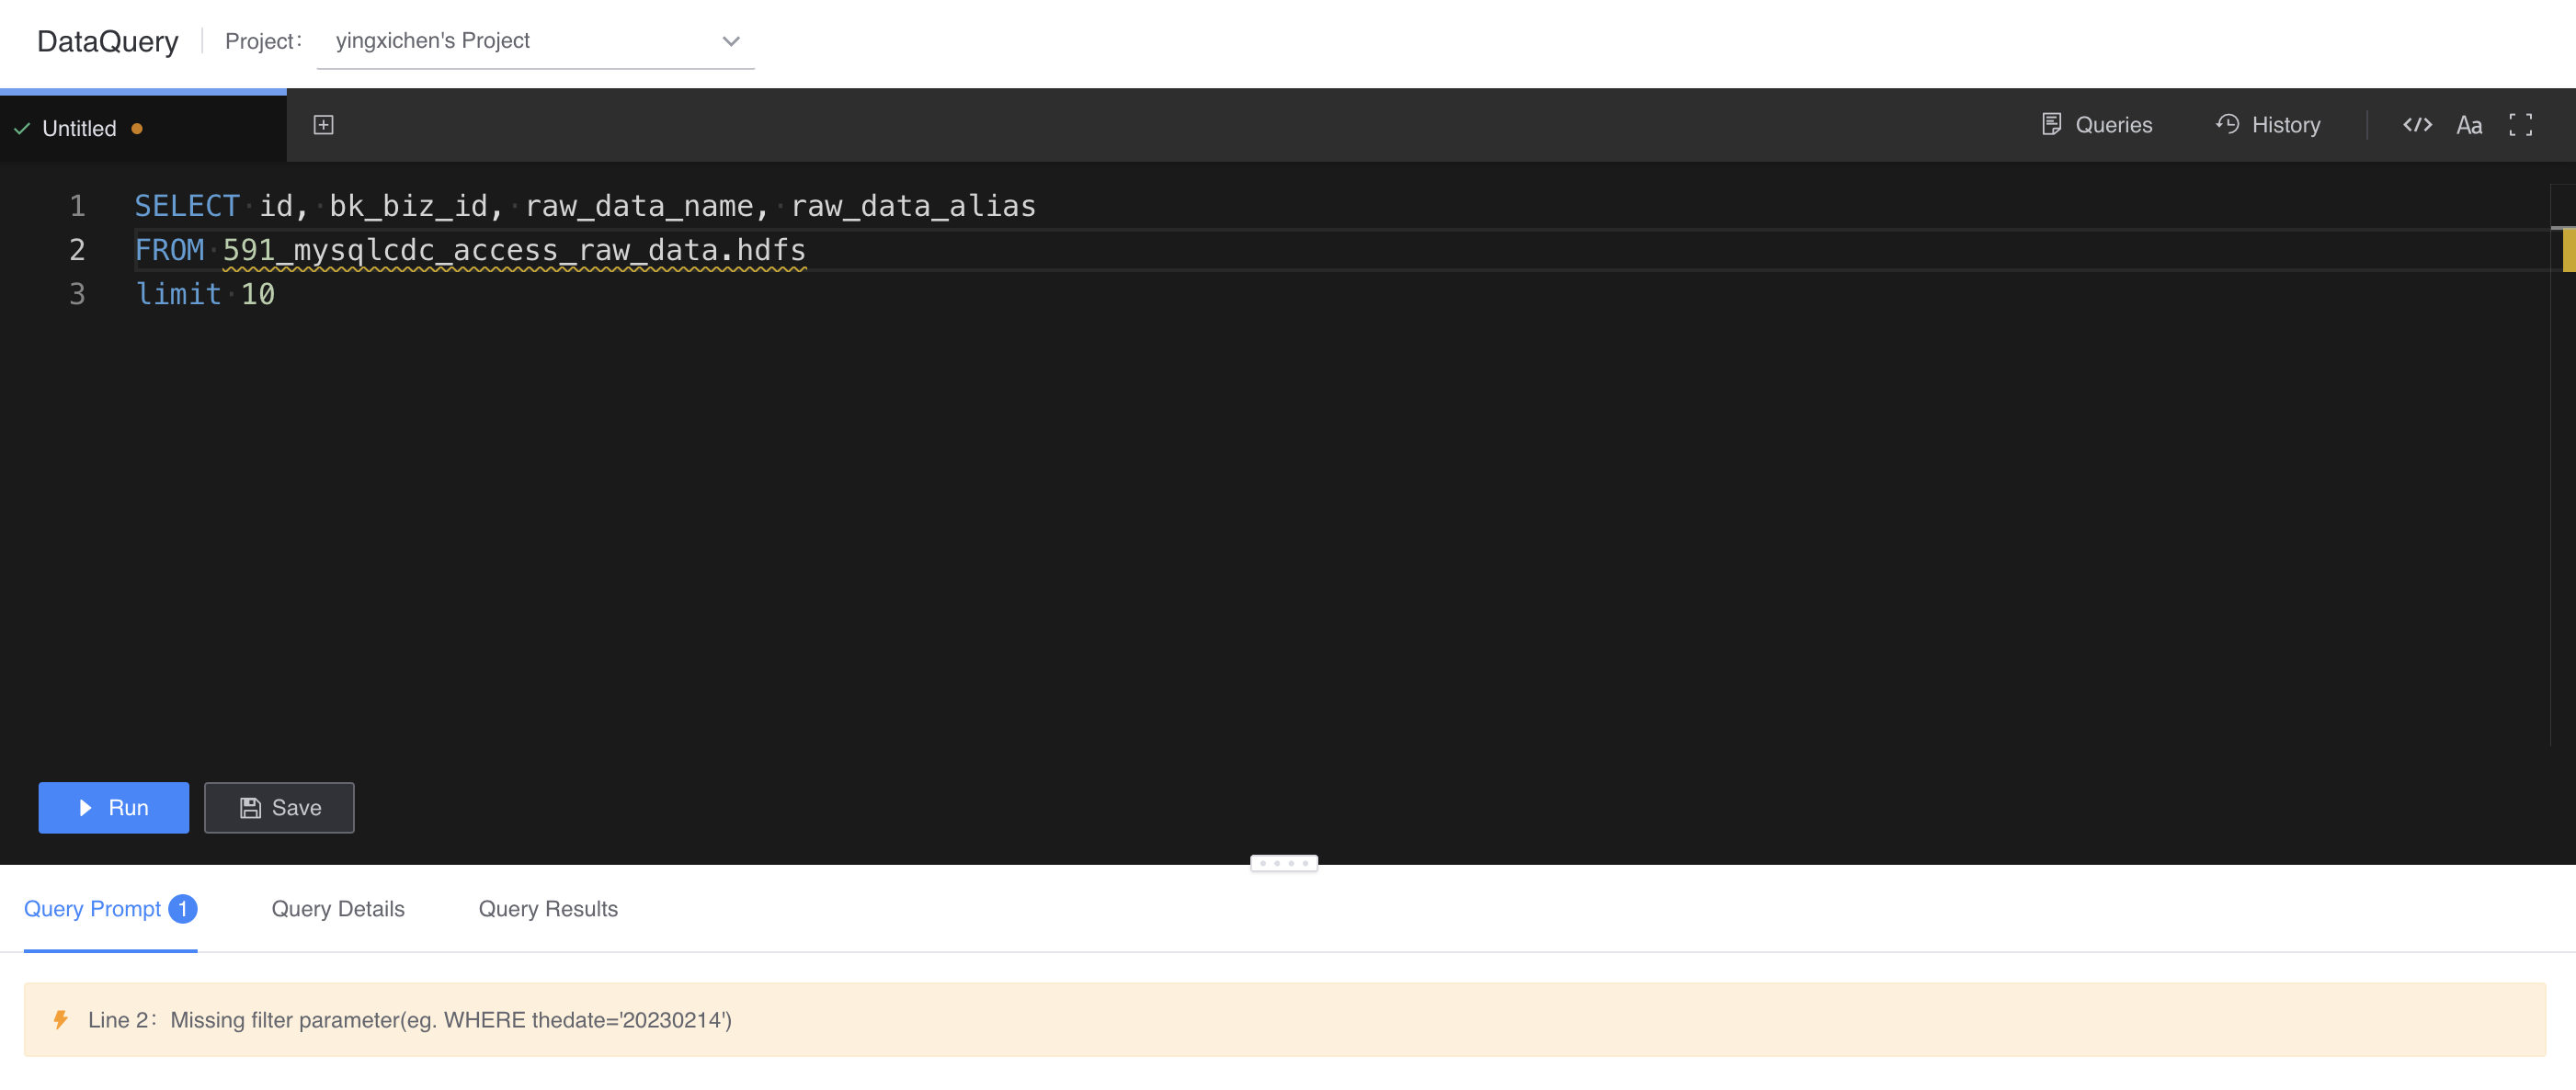 DataQuery
Project:
yingxichen's Project
Untitled
Queries
History
</>
Aa
1 SELECT id, bk_biz_id, raw_data_name, raw_data_alias
2 FROM 591_mysqlcdc_access_raw_data.hdfs
3 limit 10
Run
Save
Query Prompt 1
Query Details
Query Results
Line 2: Missing filter parameter(eg. WHERE thedate='20230214')